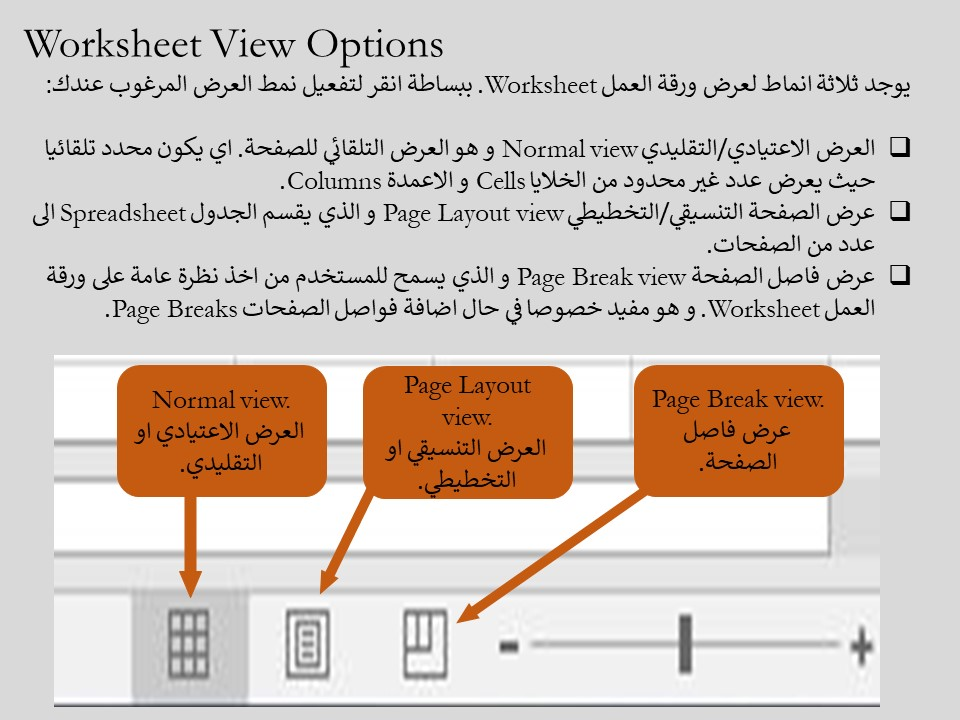 Worksheet View Options
يوجد ثلاثة انماط لعرض ورقة العمل Worksheet. ببساطة انقر لتفعيل نمط العرض المرغوب عندك:
❑ العرض الاعتيادي/التقليدي Normal view و هو العرض التلقائي للصفحة. اي يكون محدد تلقائيا
حيث يعرض عدد غير محدود من الخلايا Cells و الاعمدة Columns.
❑ عرض الصفحة التنسيقي/التخطيطي Page Layout view و الذي يقسم الجدول Spreadsheet الى
عدد من الصفحات.
❑ عرض فاصل الصفحة Page Break view و الذي يسمح للمستخدم من اخذ نظرة عامة على ورقة
العمل Worksheet. و هو مفيد خصوصا في حال اضافة فواصل الصفحات Page Breaks.
Normal view.
العرض الاعتيادي او
التقليدي.
Page Layout
view.
العرض التنسيقي او
التخطيطي.
Page Break view.
عرض فاصل
الصفحة.